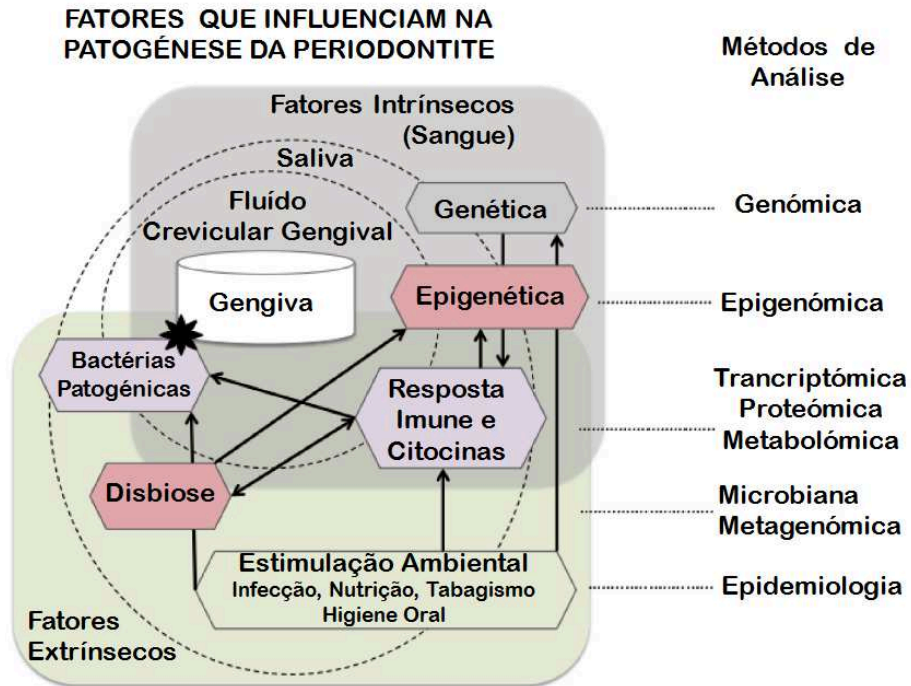 FATORES QUE INFLUENCIAM NA
PATOGÉNESE DA PERIODONTITE
Métodos de
Análise
Fatores Intrínsecos
(Sangue)
Saliva
Fluído
Crevicular Gengival
Genética
Genómica
Gengiva
Epigenética
Epigenómica
Bactérias
Patogénicas
Resposta
Imune e
Citocinas
Trancriptómica
Proteómica
Metabolómica
Disbiose
Microbiana
Metagenómica
Estimulação Ambiental
Infecção, Nutrição, Tabagismo
Higiene Oral
Epidemiologia
Fatores
Extrínsecos